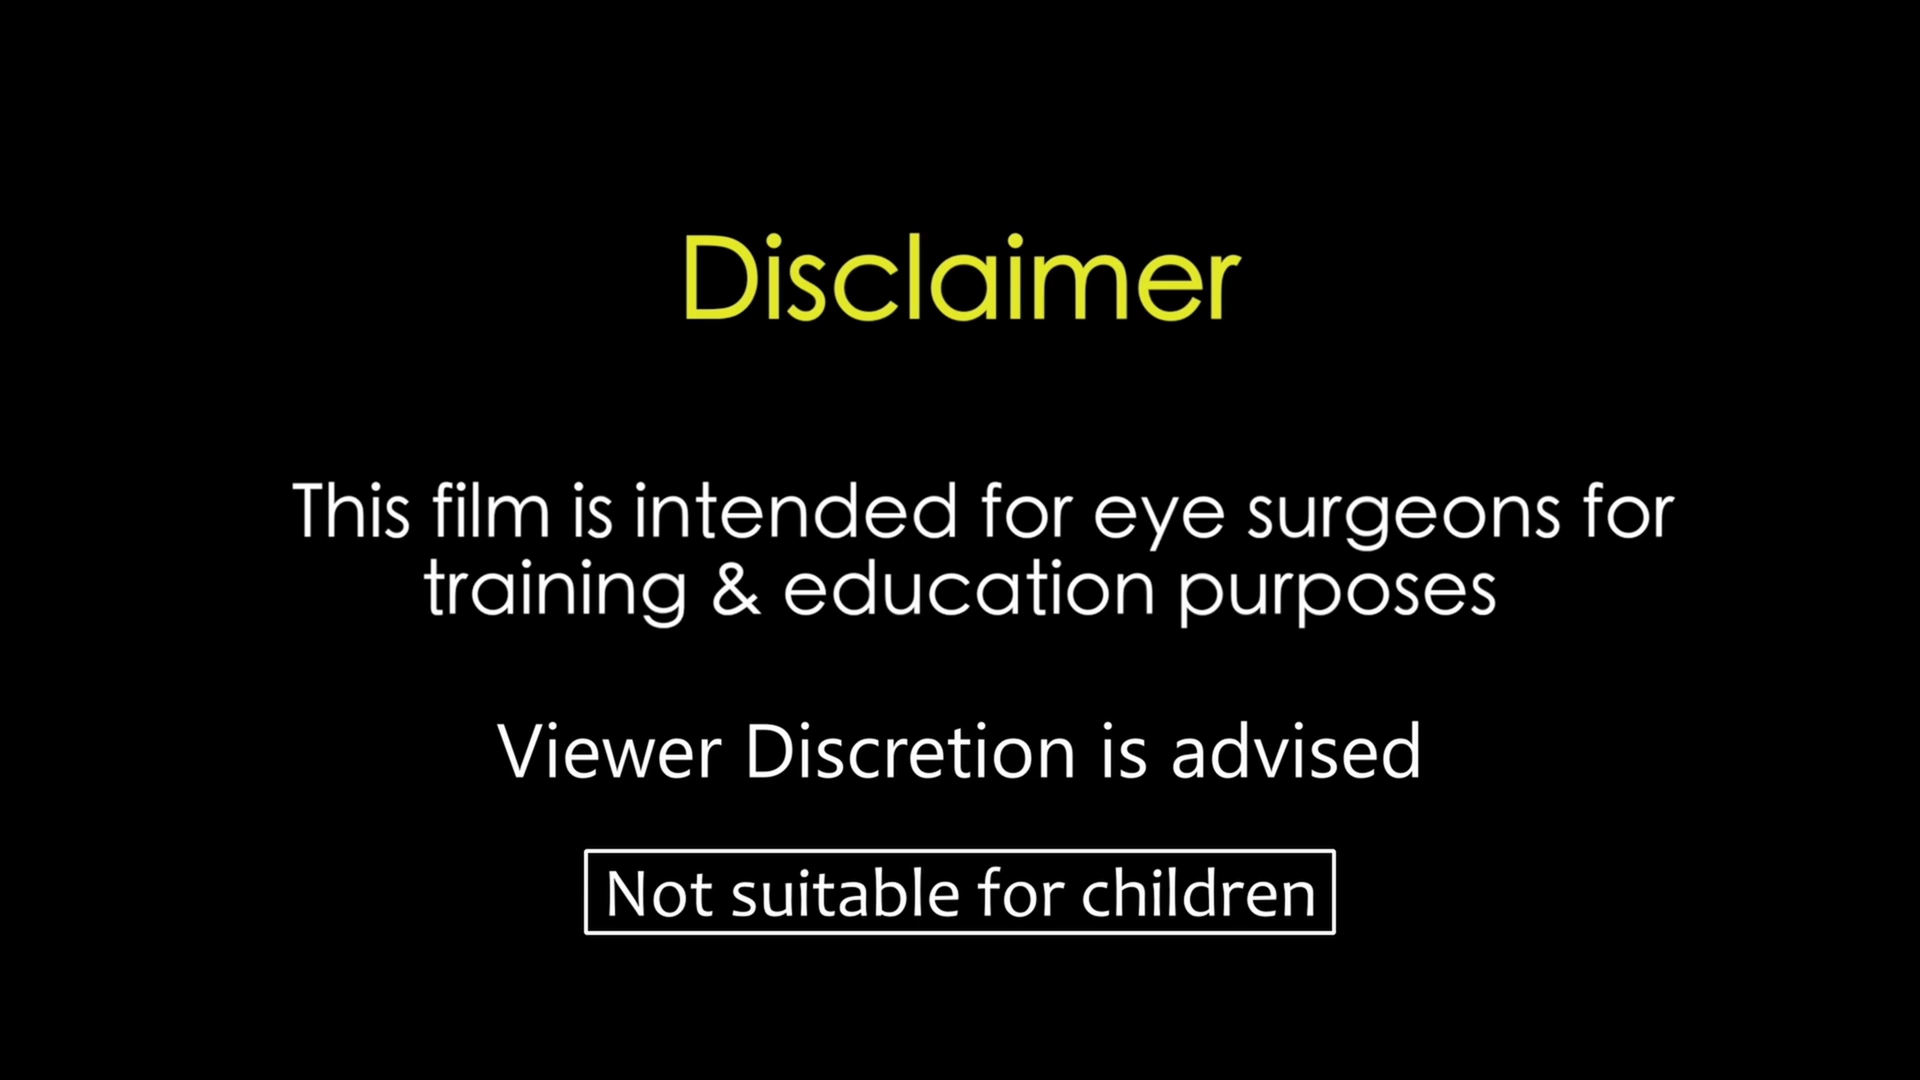 Disclaimer
This film is intended for eye surgeons for
training & education purposes
Viewer Discretion is advised
Not suitable for children